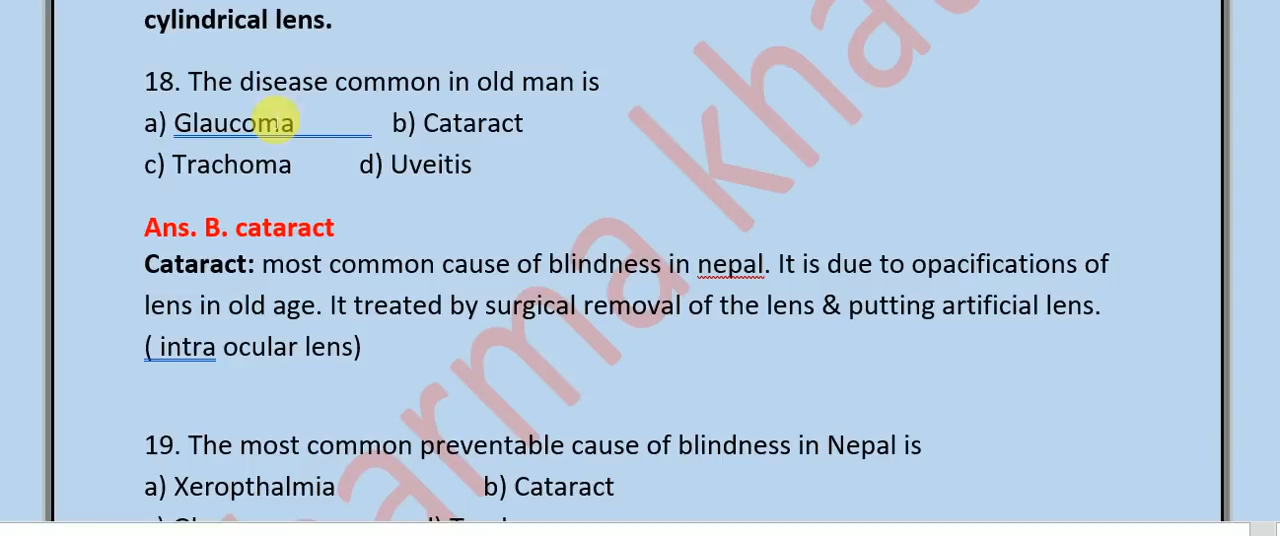 cylindrical lens.
18. The disease common in old man is
a) Glaucoma b) Cataract
c) Trachoma d) Uveitis
Ans. B. cataract
Cataract: most common cause of blindness in nepal. It is due to opacifications of
lens in old age. It treated by surgical removal of the lens & putting artificial lens.
( intra ocular lens)
19. The most common preventable cause of blindness in Nepal is
a) Xeropthalmia b) Cataract